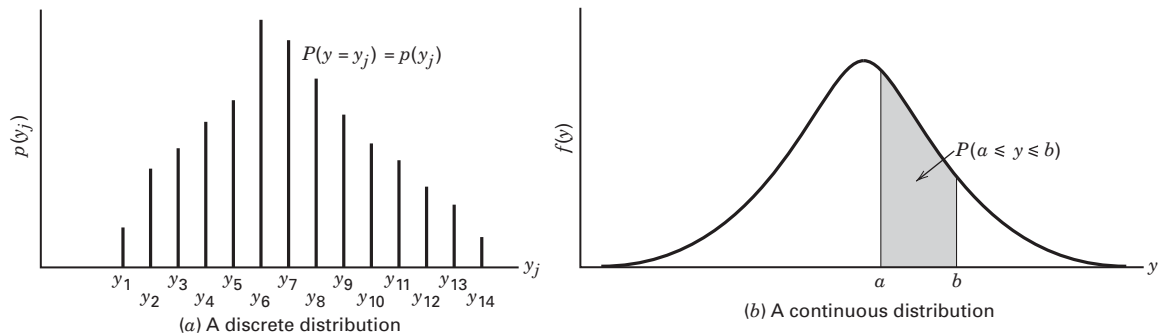 P(y = y_j) = p(y_j)
p(y_j)
y_j
y_1 y_3 y_5 y_7 y_9 y_11 y_13
y_2 y_4 y_6 y_8 y_10 y_12 y_14
(a) A discrete distribution
f(y)
P(a ⩽ y ⩽ b)
y
a b
(b) A continuous distribution